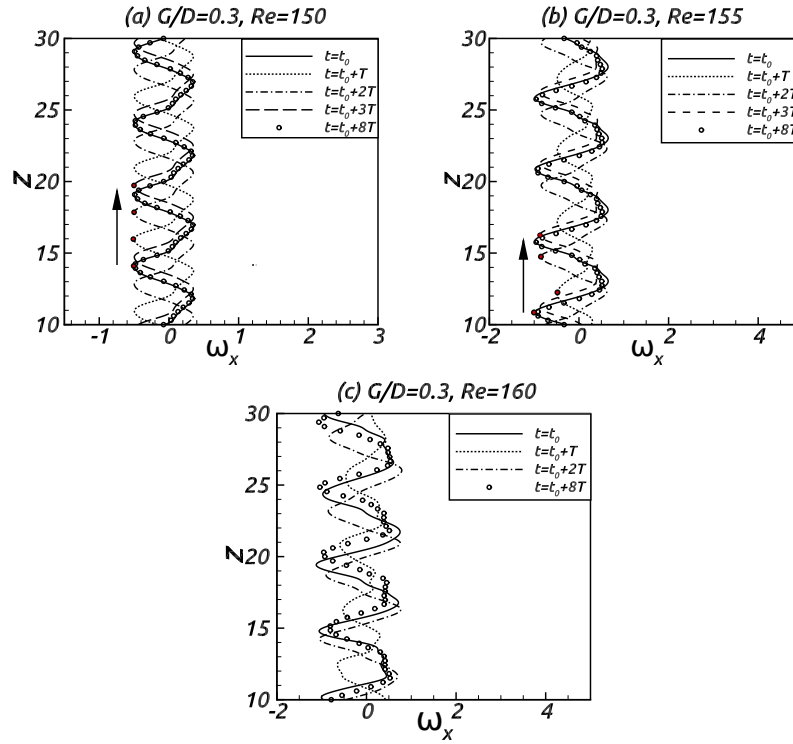 (a) G/D=0.3, Re=150
30
25
20
15
10
z
-1
0
1
2
3
ωx
t=t0
t=t0+T
t=t0+2T
t=t0+3T
t=t0+8T
(b) G/D=0.3, Re=155
30
25
20
15
10
z
-2
0
2
4
ωx
t=t0
t=t0+T
t=t0+2T
t=t0+3T
t=t0+8T
(c) G/D=0.3, Re=160
30
25
20
15
10
z
-2
0
2
4
ωx
t=t0
t=t0+T
t=t0+2T
t=t0+8T